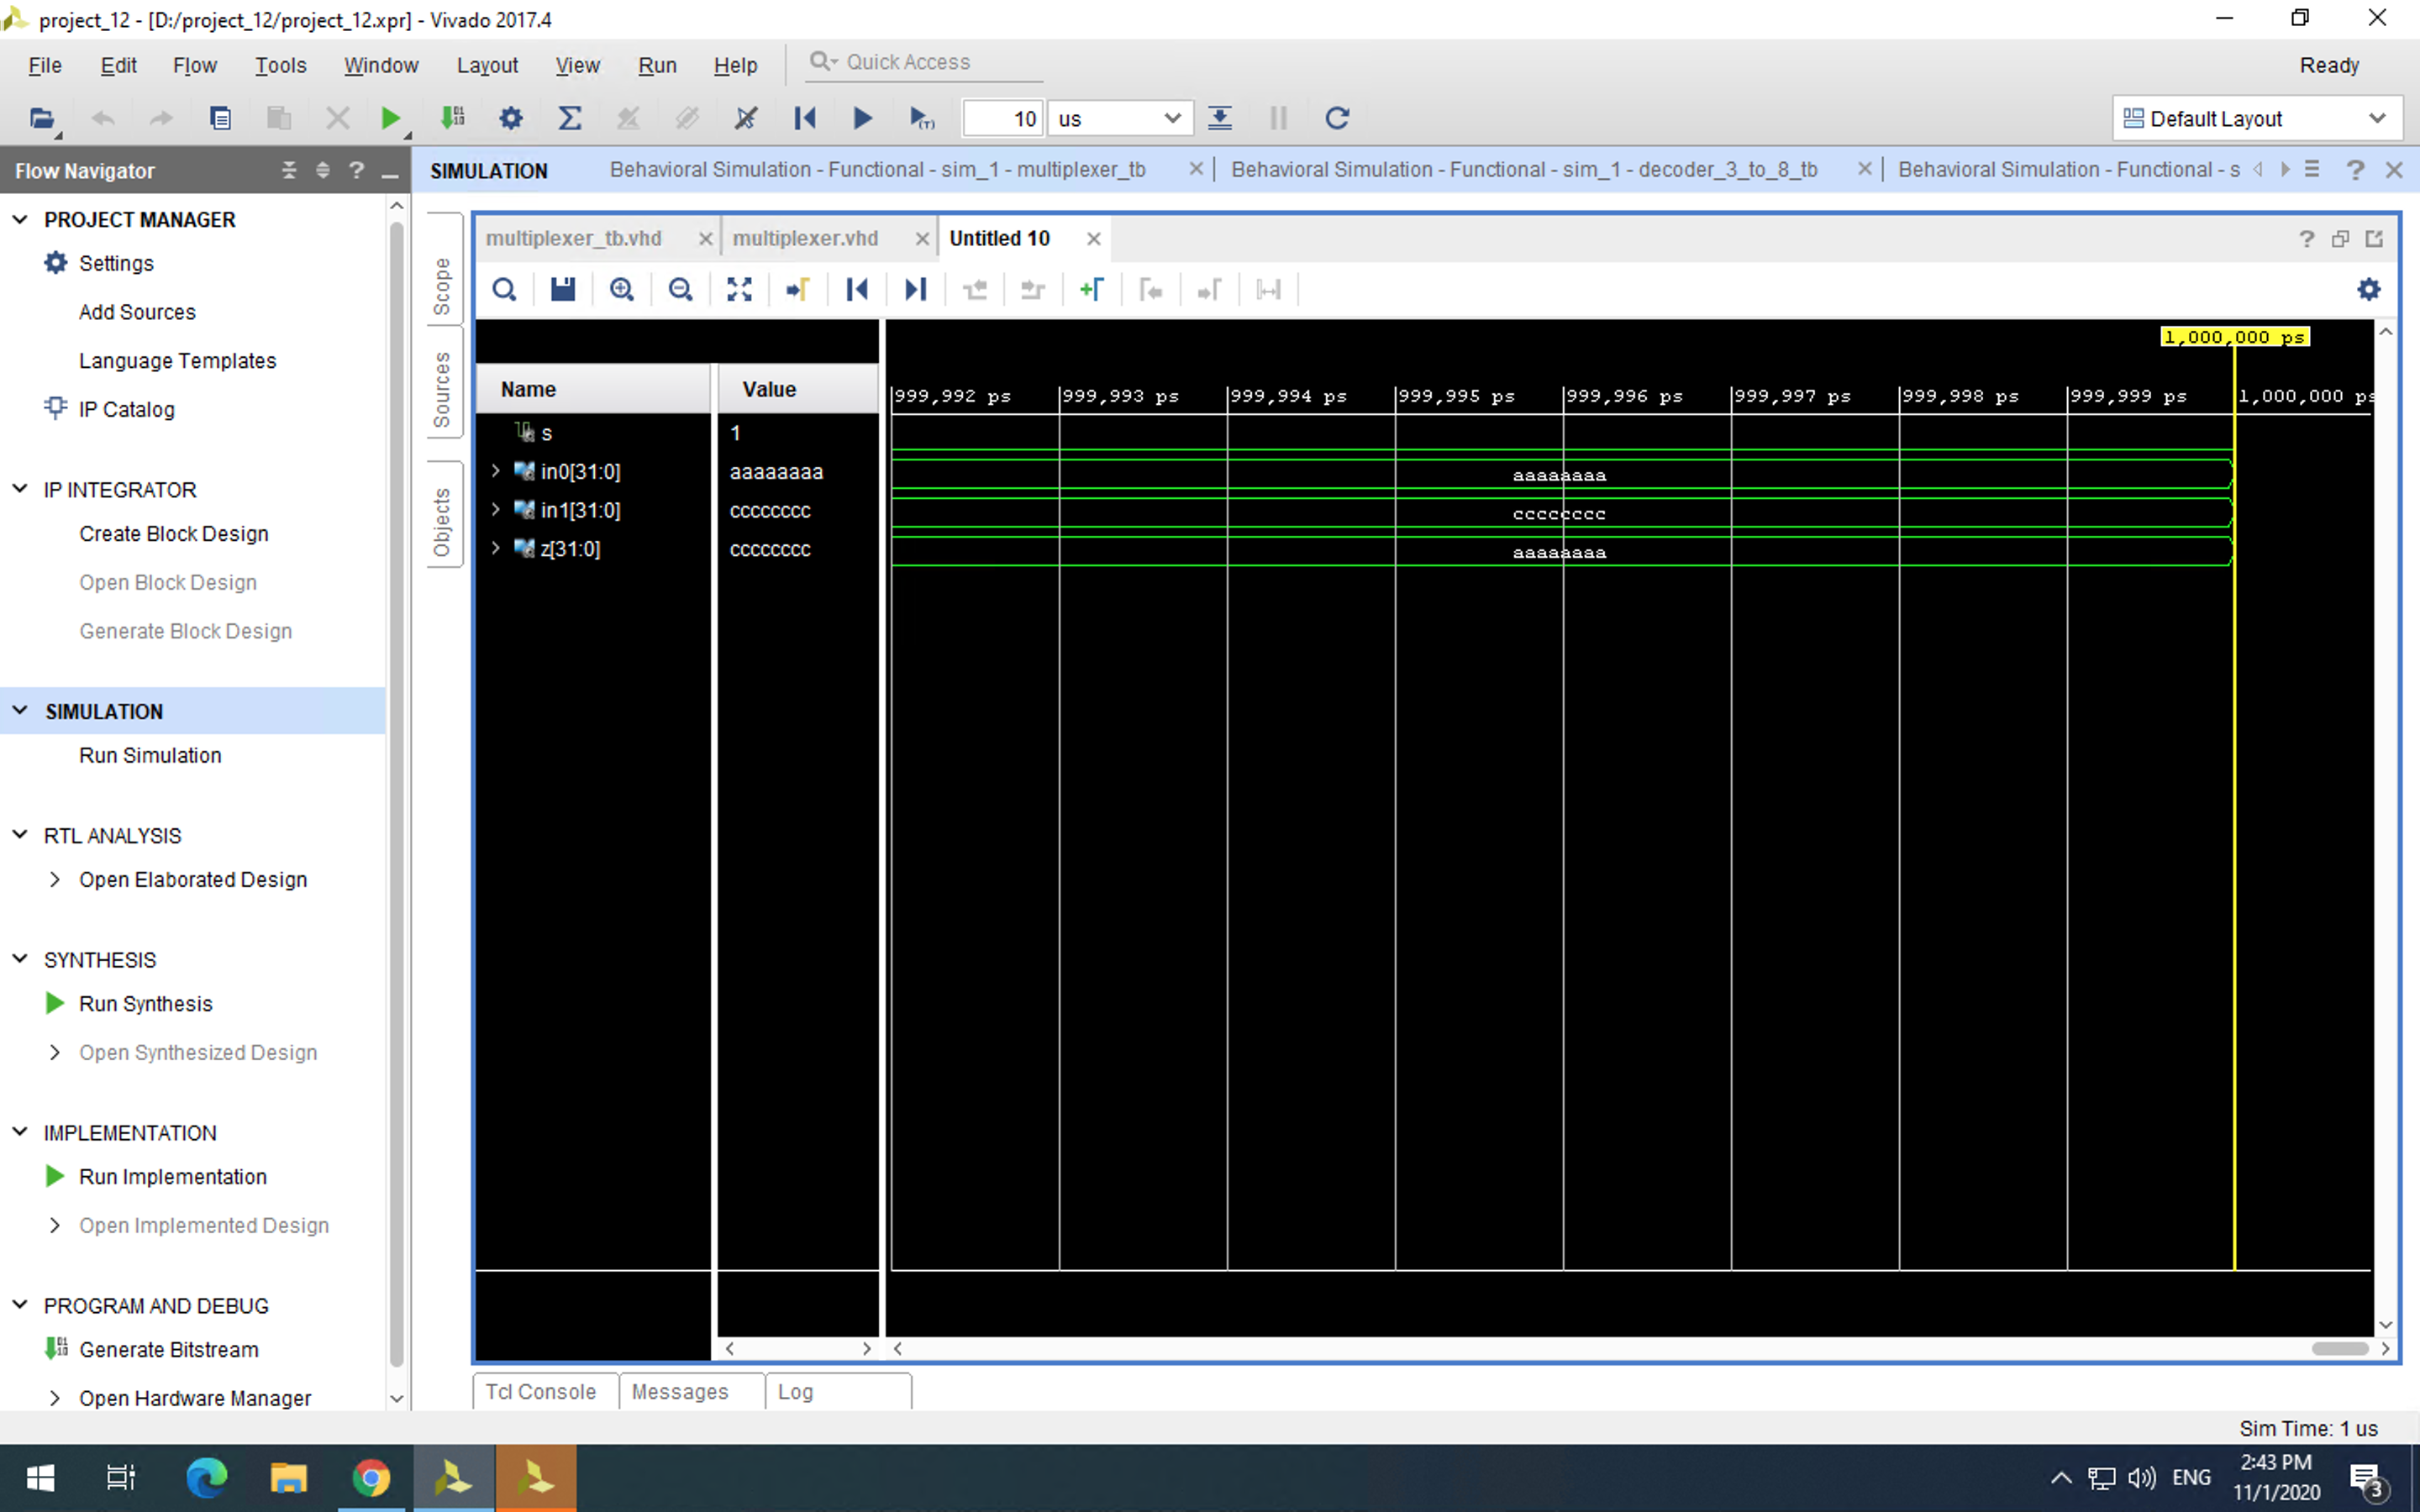 project_12 - [D:/project_12/project_12.xpr] - Vivado 2017.4
File Edit Flow Tools Window Layout View Run Help Quick Access Ready
10 us Default Layout
Flow Navigator
SIMULATION Behavioral Simulation - Functional - sim_1 - multiplexer_tb Behavioral Simulation - Functional - sim_1 - decoder_3_to_8_tb Behavioral Simulation - Functional - s
PROJECT MANAGER
Settings
Add Sources
Language Templates
IP Catalog
IP INTEGRATOR
Create Block Design
Open Block Design
Generate Block Design
SIMULATION
Run Simulation
RTL ANALYSIS
Open Elaborated Design
SYNTHESIS
Run Synthesis
Open Synthesized Design
IMPLEMENTATION
Run Implementation
Open Implemented Design
PROGRAM AND DEBUG
Generate Bitstream
Open Hardware Manager
Scope
Sources
Objects
multiplexer_tb.vhd multiplexer.vhd Untitled 10
1,000,000 ps
Name Value
999,992 ps 999,993 ps 999,994 ps 999,995 ps 999,996 ps 999,997 ps 999,998 ps 999,999 ps 1,000,000 ps
s 1
in0[31:0] aaaaaaaa aaaaaaaa
in1[31:0] cccccccc cccccccc
z[31:0] cccccccc aaaaaaaa
Tcl Console Messages Log
Sim Time: 1 us
ENG
2:43 PM
11/1/2020
3